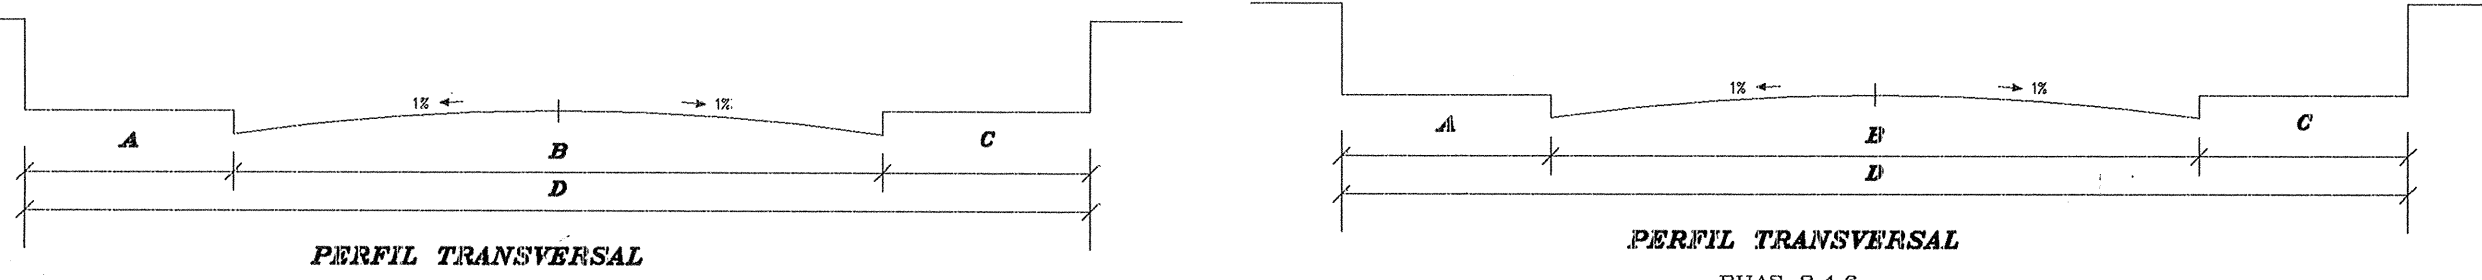 1% 1%
A B C
D
PERFIL TRANSVERSAL
1% 1%
A B C
D
PERFIL TRANSVERSAL